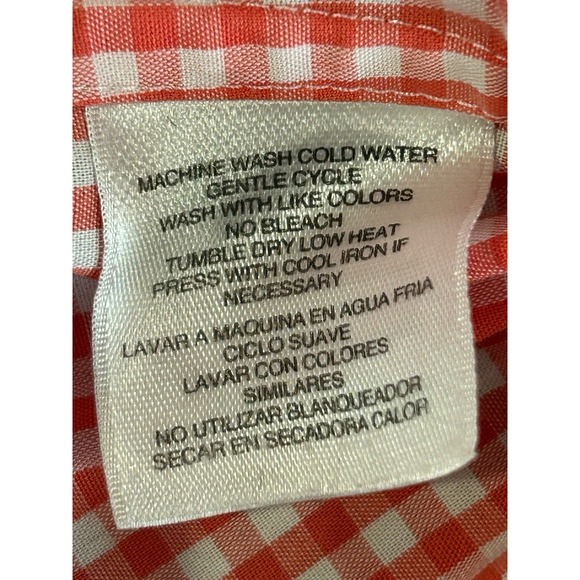 MACHINE WASH COLD WATER
GENTLE CYCLE
WASH WITH LIKE COLORS
NO BLEACH
TUMBLE DRY LOW HEAT
PRESS WITH COOL IRON IF
NECESSARY
LAVAR A MAQUINA EN AGUA FRIA
CICLO SUAVE
LAVAR CON COLORES
SIMILARES
NO UTILIZAR BLANQUEADOR
SECAR EN SECADORA CALOR